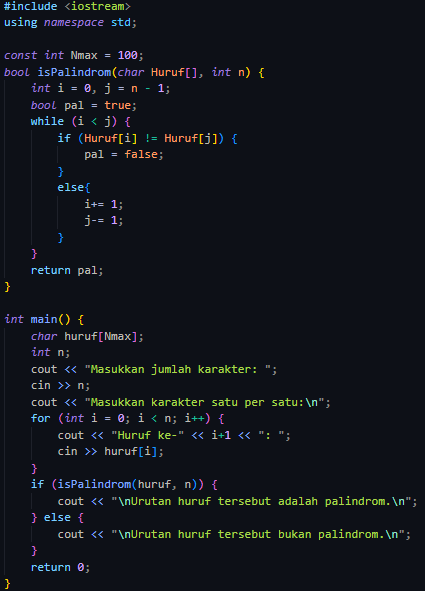 #include <iostream>
using namespace std;

const int Nmax = 100;
bool isPalindrom(char Huruf[], int n) {
    int i = 0, j = n - 1;
    bool pal = true;
    while (i < j) {
        if (Huruf[i] != Huruf[j]) {
            pal = false;
        }
        else{
            i+= 1;
            j-= 1;
        }
    }
    return pal;
}

int main() {
    char huruf[Nmax];
    int n;
    cout << "Masukkan jumlah karakter: ";
    cin >> n;
    cout << "Masukkan karakter satu per satu:\n";
    for (int i = 0; i < n; i++) {
        cout << "Huruf ke-" << i+1 << ": ";
        cin >> huruf[i];
    }
    if (isPalindrom(huruf, n)) {
        cout << "\nUrutan huruf tersebut adalah palindrom.\n";
    } else {
        cout << "\nUrutan huruf tersebut bukan palindrom.\n";
    }
    return 0;
}